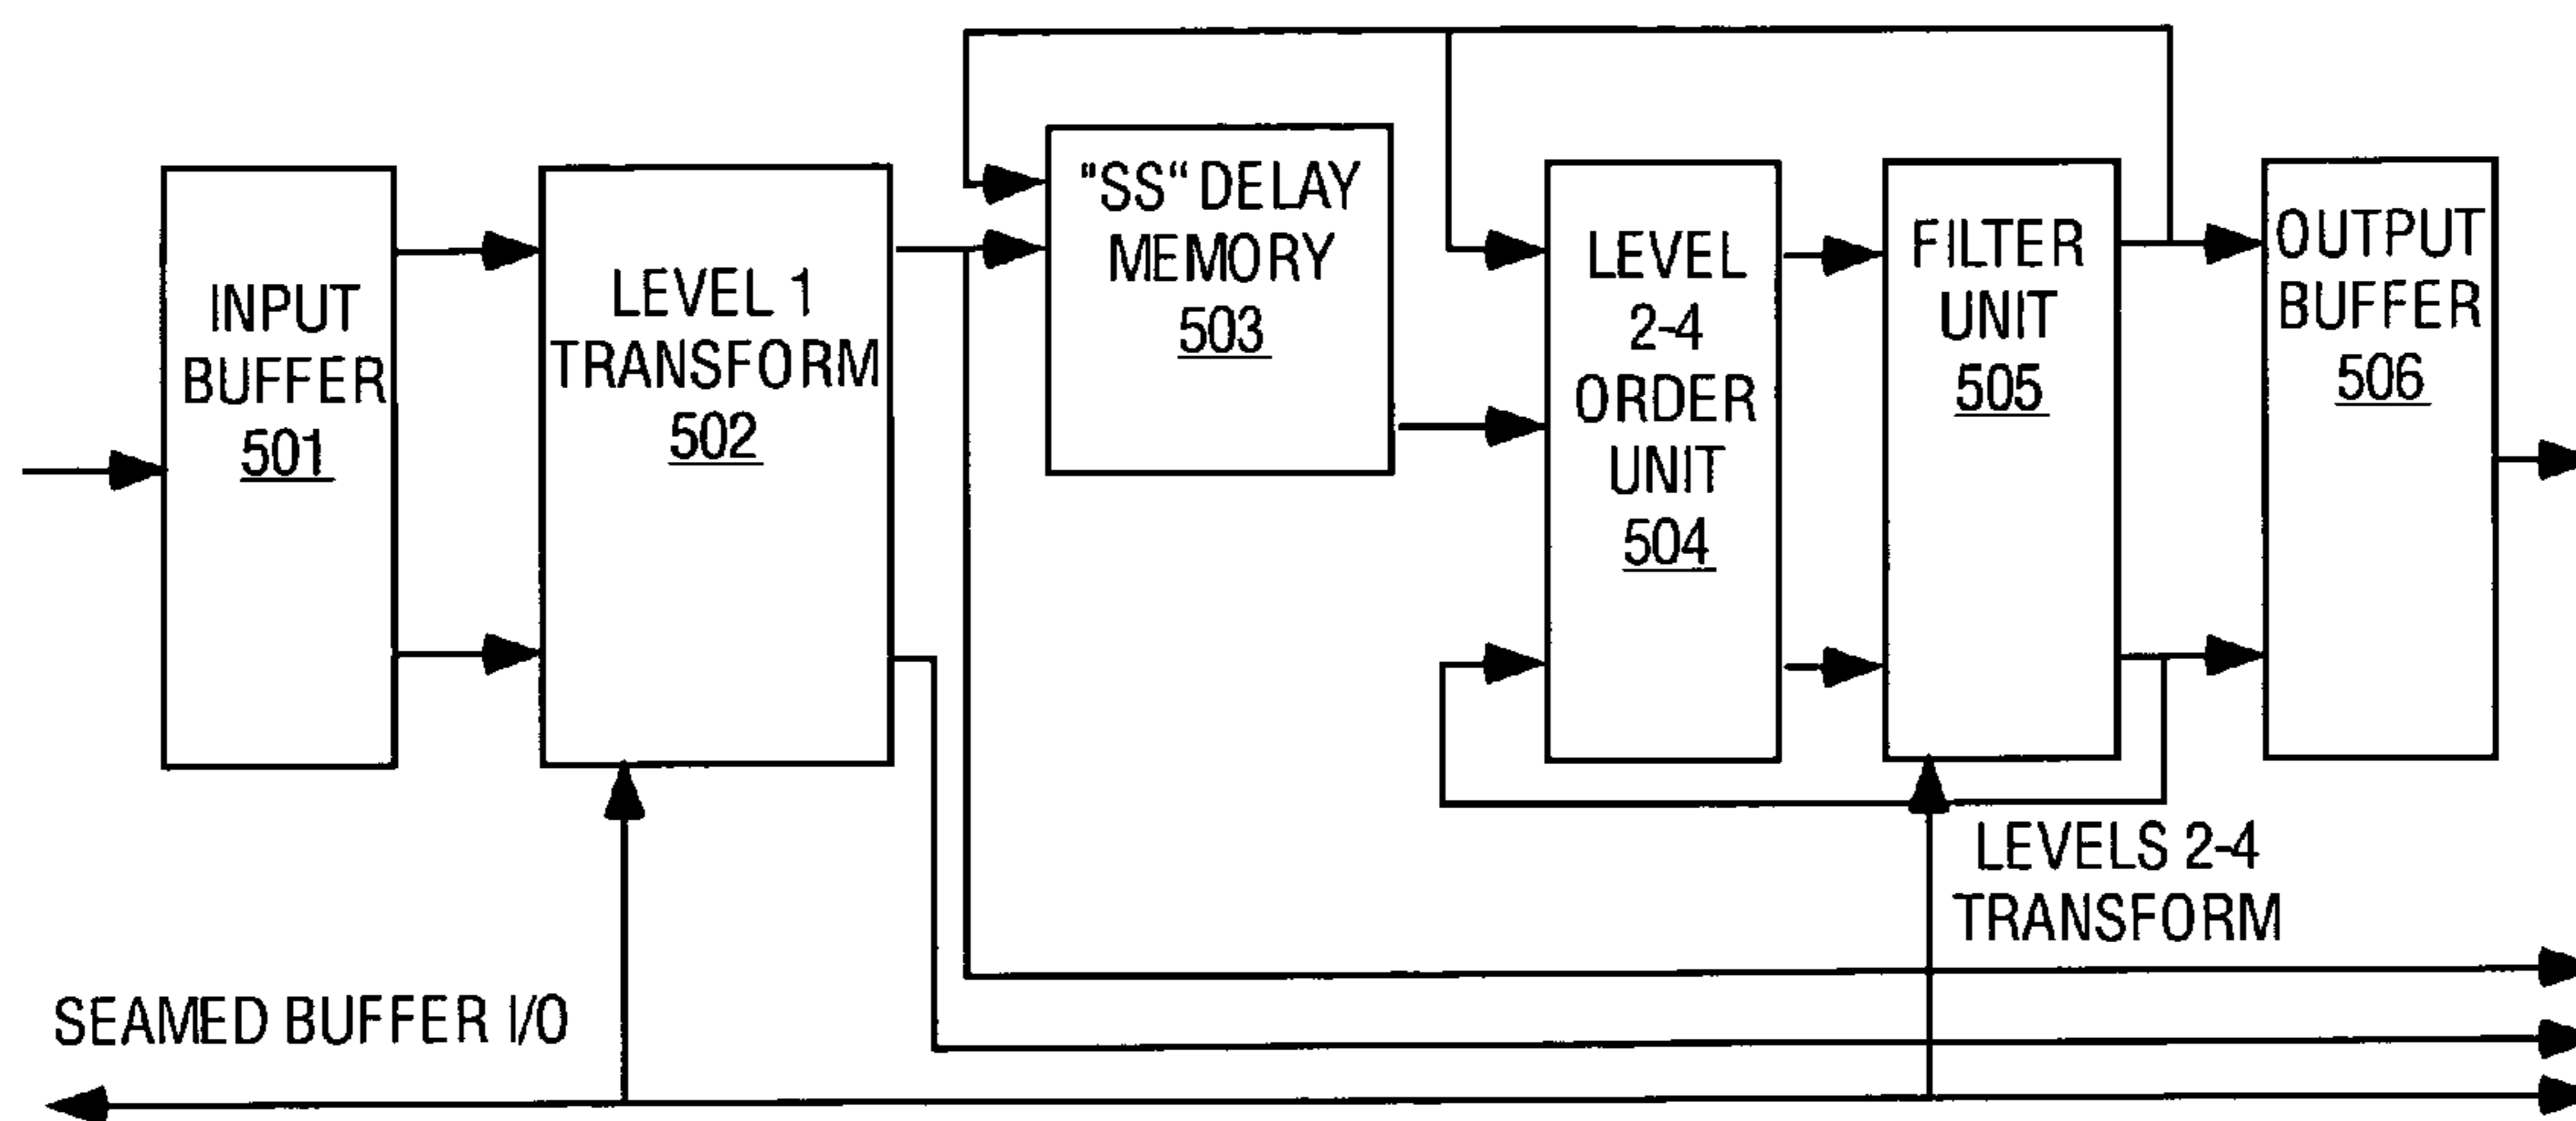 INPUT
BUFFER
501
LEVEL 1
TRANSFORM
502
"SS" DELAY
MEMORY
503
LEVEL
2-4
ORDER
UNIT
504
FILTER
UNIT
505
OUTPUT
BUFFER
506
LEVELS 2-4
TRANSFORM
SEAMED BUFFER I/O